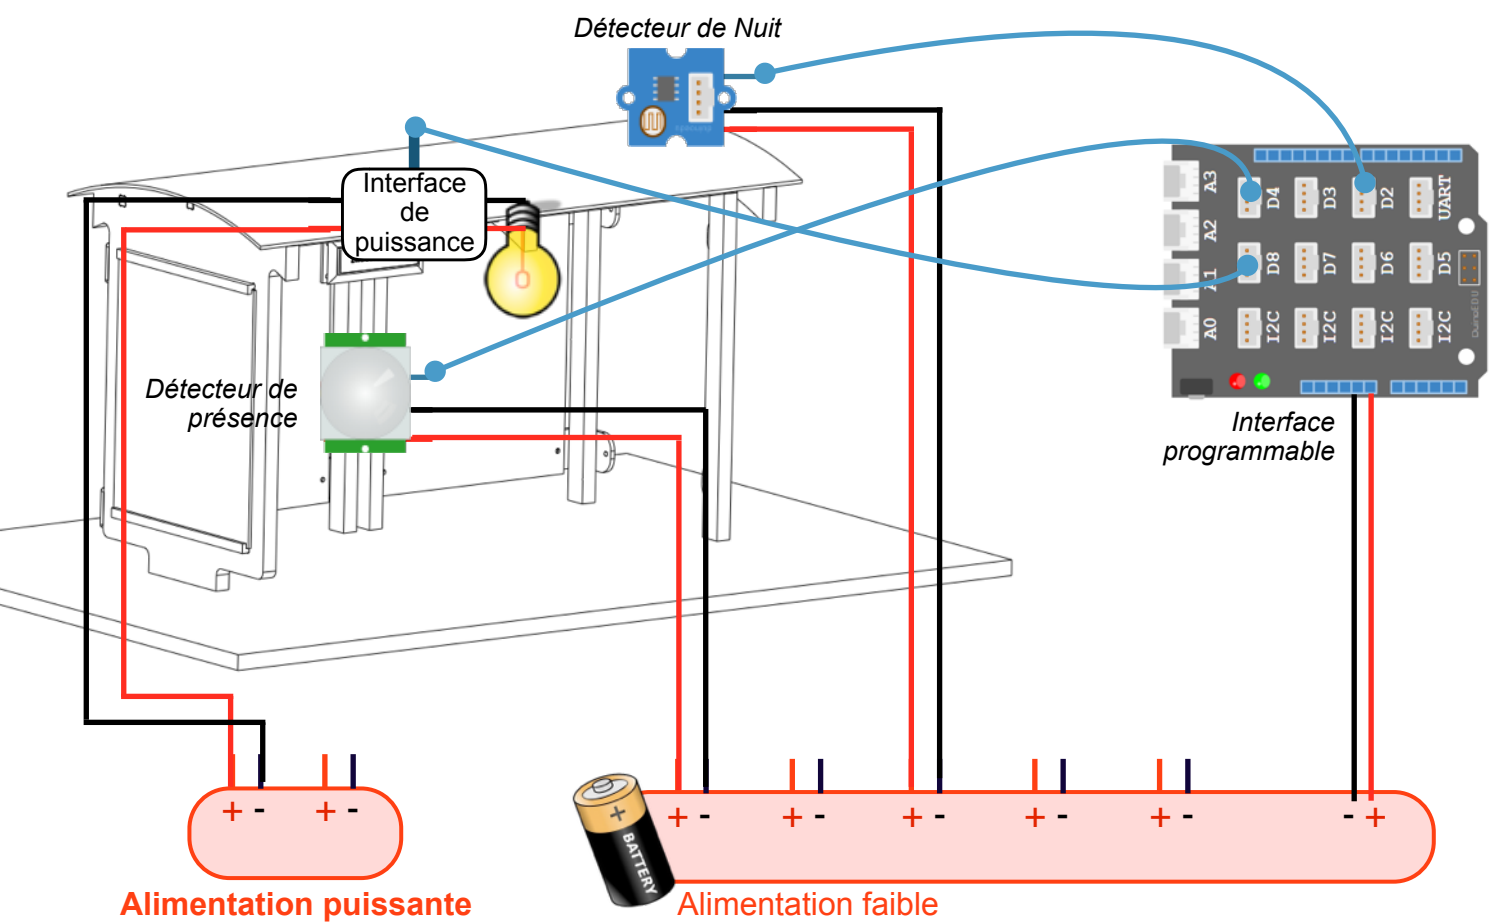 Détecteur de Nuit
Interface
de
puissance
Détecteur de
présence
A3
A2
A1
A0
D4
D3
D2
UART
D8
D7
D6
D5
I2C
I2C
I2C
I2C
DuinoEDU
Interface
programmable
+ - + -
+ - + - + - + - + - - +
+
BATTERY
Alimentation puissante
Alimentation faible